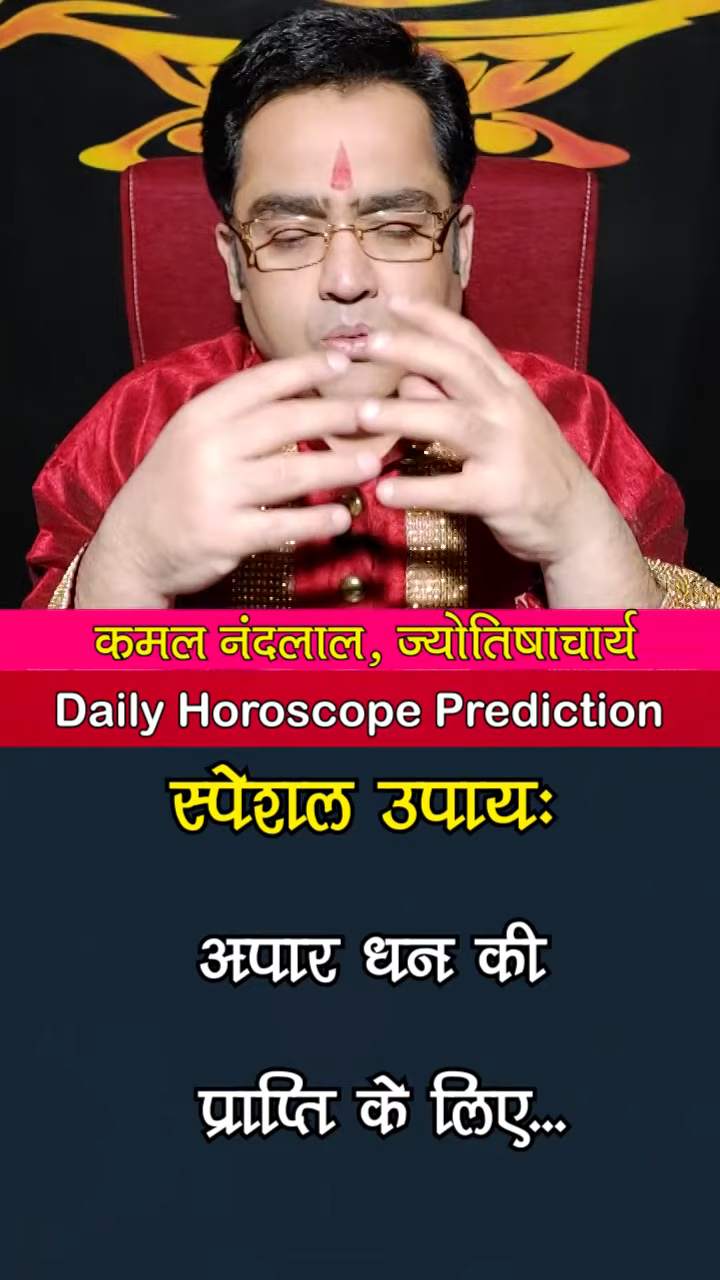 कमल नंदलाल, ज्योतिषाचार्य
Daily Horoscope Prediction
स्पेशल उपायः
अपार धन की
प्राप्ति के लिए...